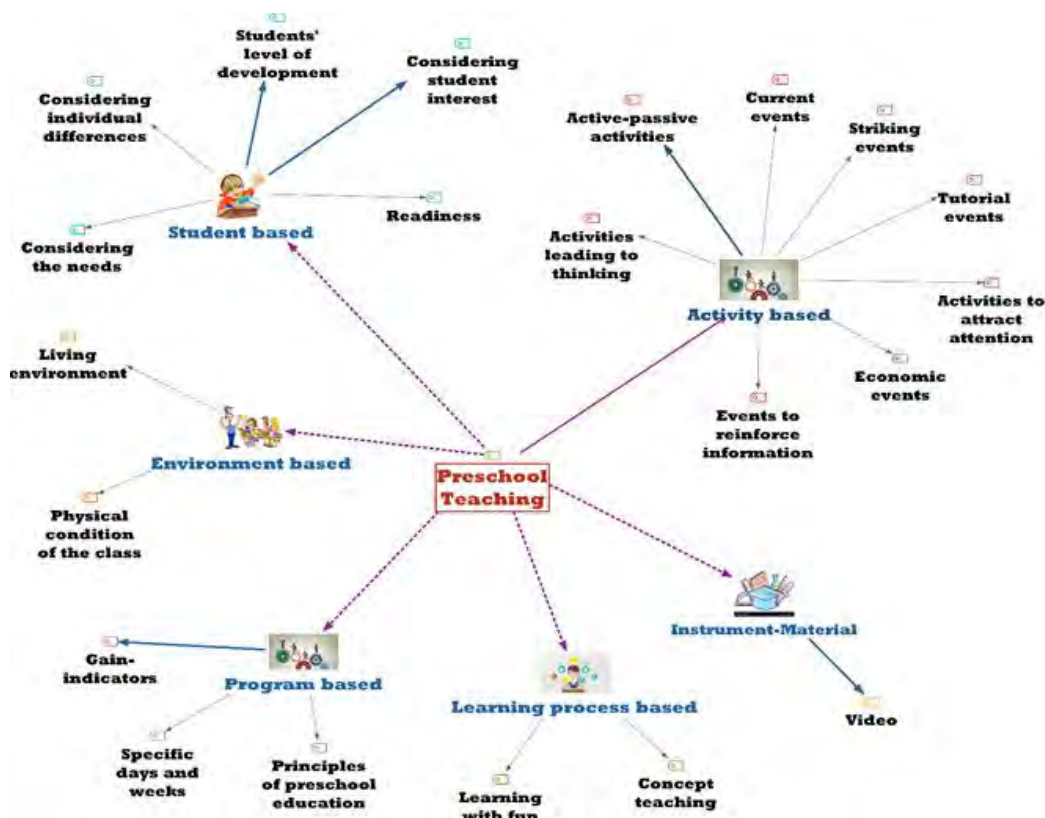 Students'
level of
development
Considering
student
interest
Considering
individual
differences
Readiness
Student based
Considering
the needs
Current
events
Active-passive
activities
Striking
events
Tutorial
events
Activities
leading to
thinking
Activity based
Activities to
attract
attention
Economic
events
Events to
reinforce
information
Living
environment
Environment based
Physical
condition
of the class
Preschool
Teaching
Instrument-Material
Video
Gain-
indicators
Program based
Specific
days and
weeks
Principles
of preschool
education
Learning process based
Learning
with fun
Concept
teaching